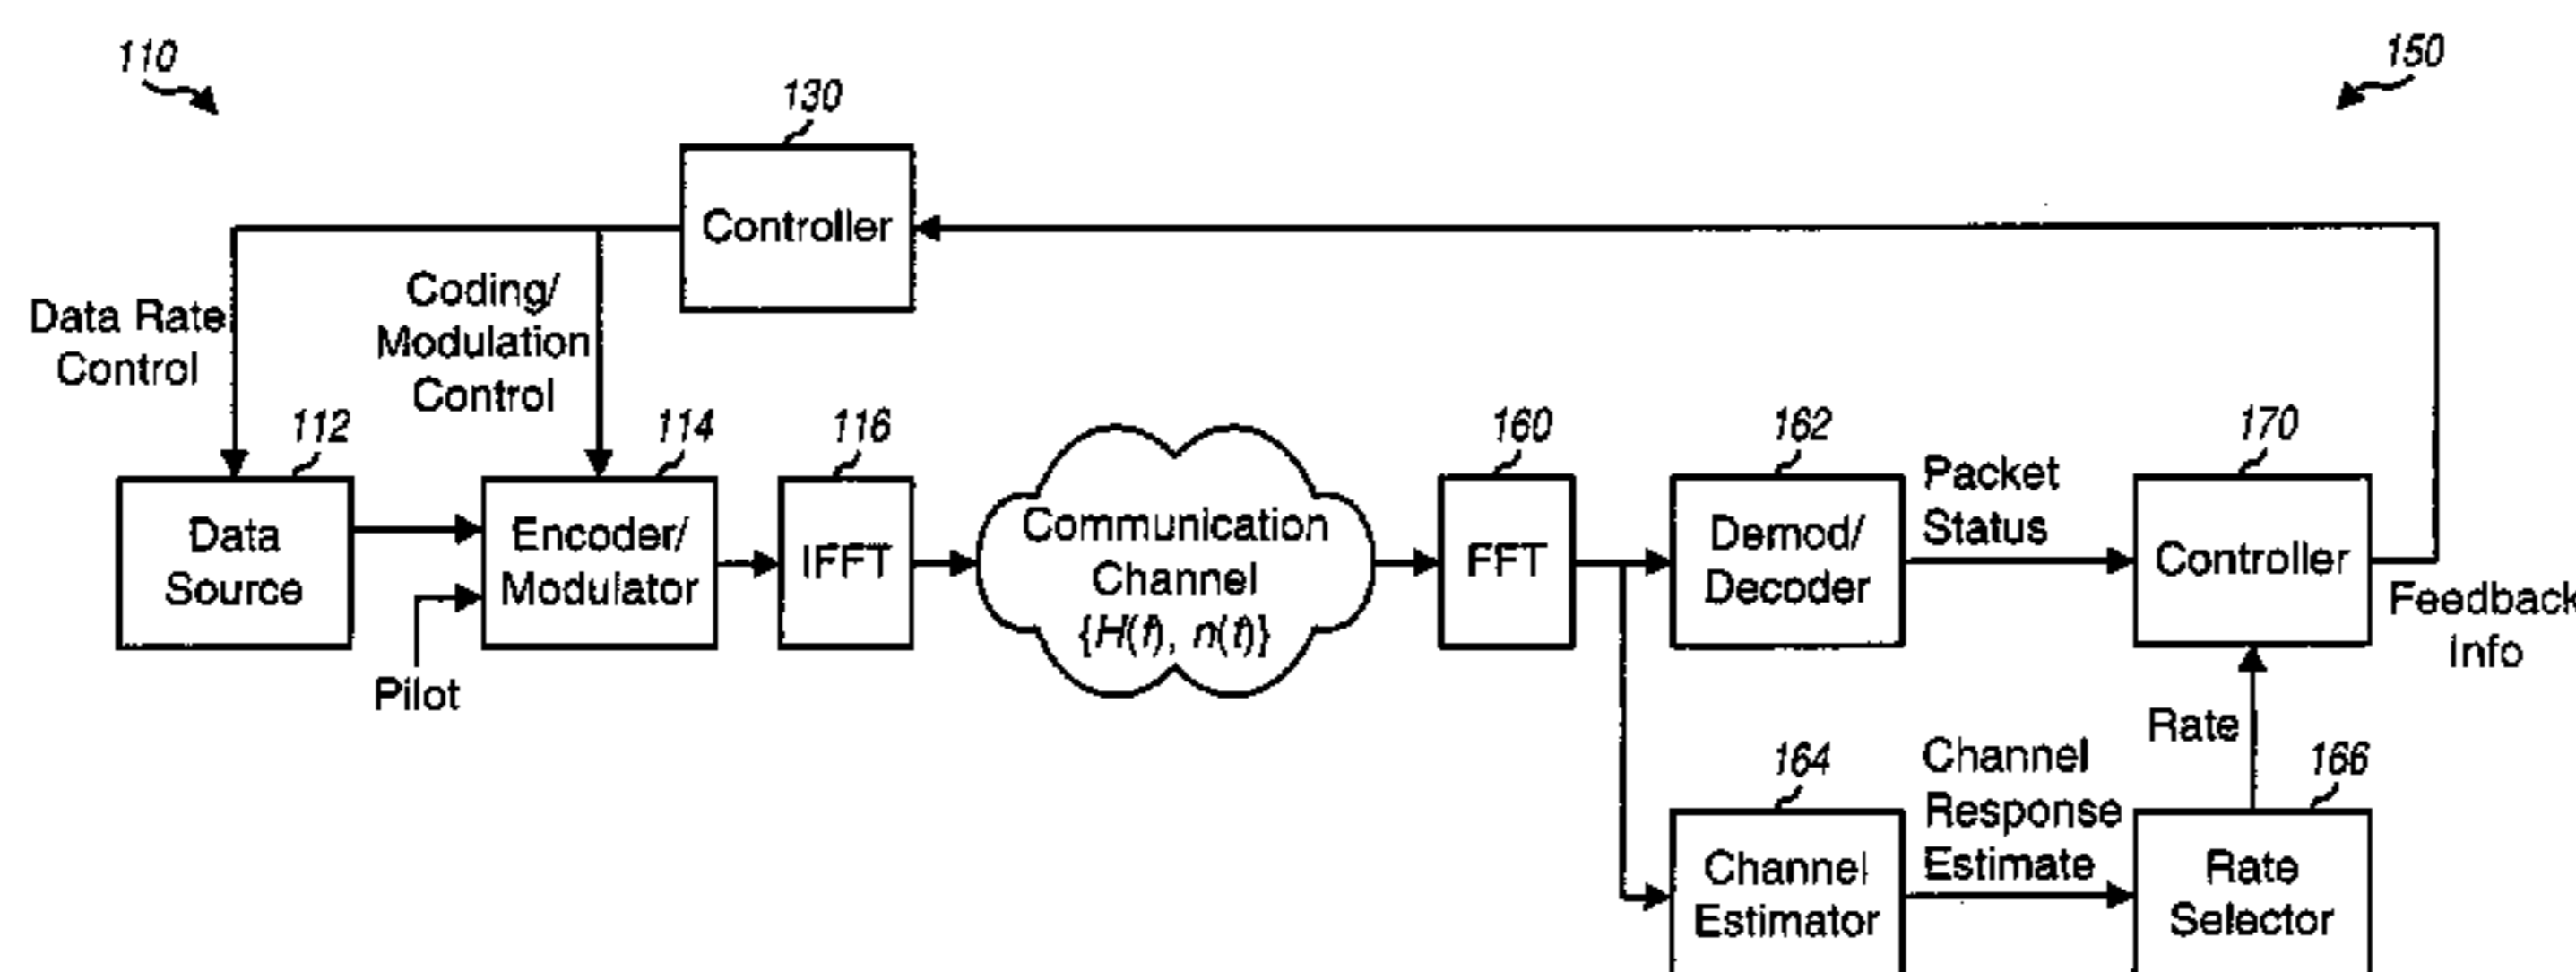 110
150
130
Controller
Data Rate
Control
Coding/
Modulation
Control
112
114
116
160
162
170
Data
Source
Encoder/
Modulator
IFFT
Communication
Channel
{H(f), n(t)}
FFT
Demod/
Decoder
Packet
Status
Controller
Feedback
Info
Pilot
Rate
164
166
Channel
Estimator
Channel
Response
Estimate
Rate
Selector